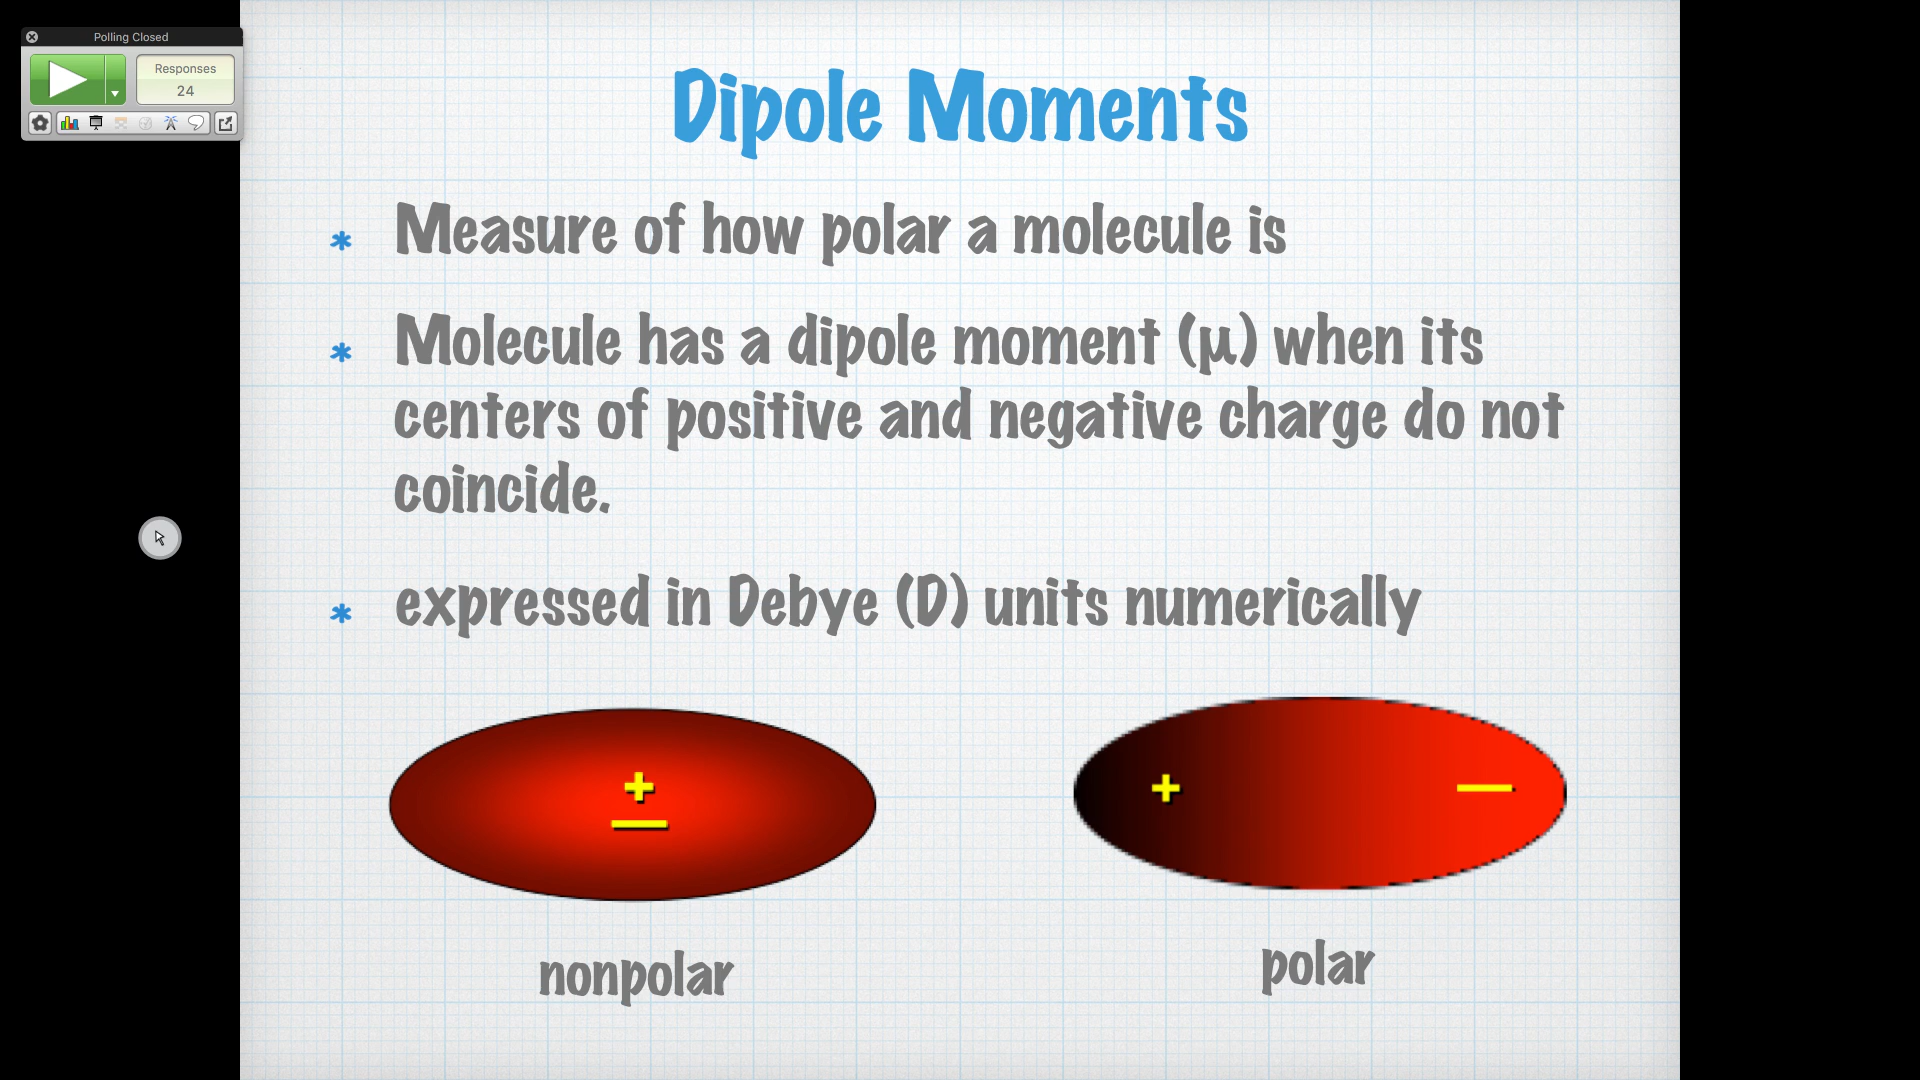 Polling Closed
Responses
24
Dipole Moments
* Measure of how polar a molecule is
* Molecule has a dipole moment (μ) when its
centers of positive and negative charge do not
coincide.
* expressed in Debye (D) units numerically
+
—
+ —
nonpolar
polar